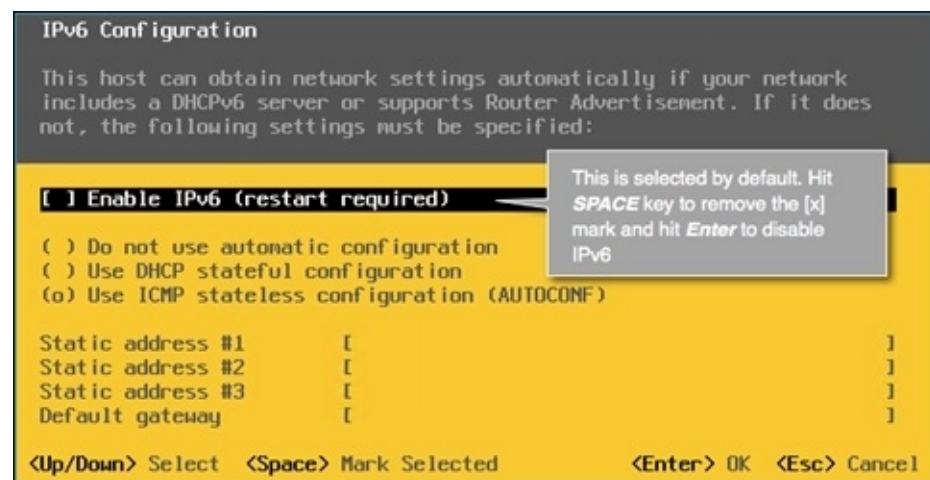 IPv6 Configuration
This host can obtain network settings automatically if your network
includes a DHCPv6 server or supports Router Advertisement. If it does
not, the following settings must be specified:
[ ] Enable IPv6 (restart required)
This is selected by default. Hit
SPACE key to remove the [x]
mark and hit Enter to disable
IPv6
( ) Do not use automatic configuration
( ) Use DHCP stateful configuration
(o) Use ICMP stateless configuration (AUTOCONF)
Static address #1 [ ]
Static address #2 [ ]
Static address #3 [ ]
Default gateway [ ]
<Up/Down> Select <Space> Mark Selected <Enter> OK <Esc> Cancel